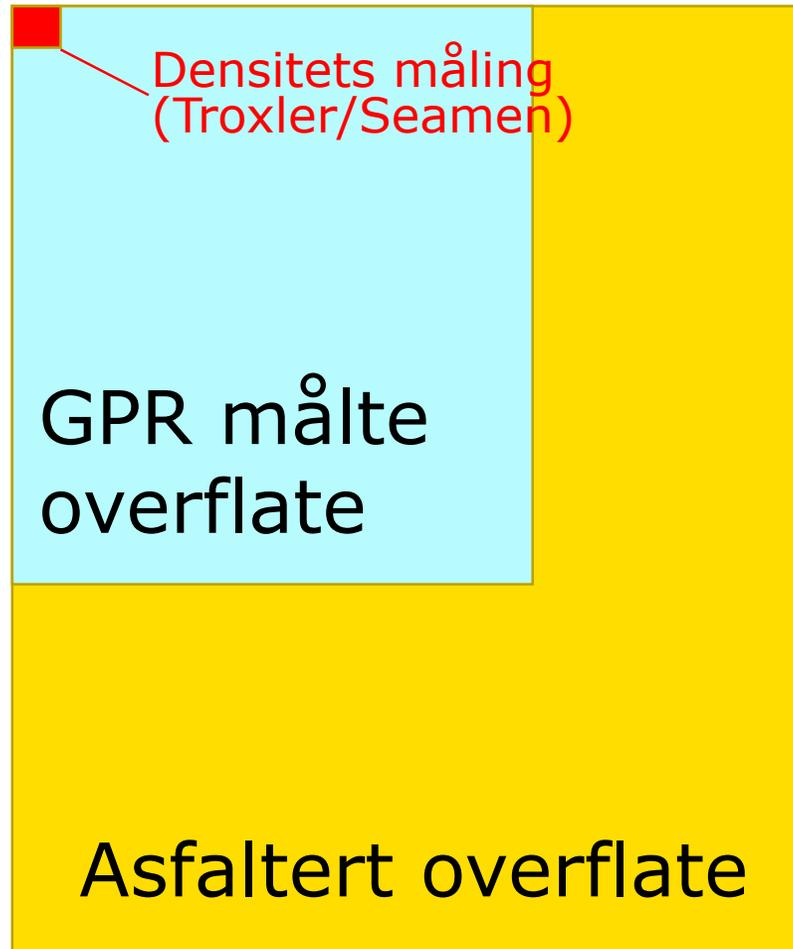 Densitets måling
(Troxler/Seamen)
GPR målte
overflate
Asfaltert overflate